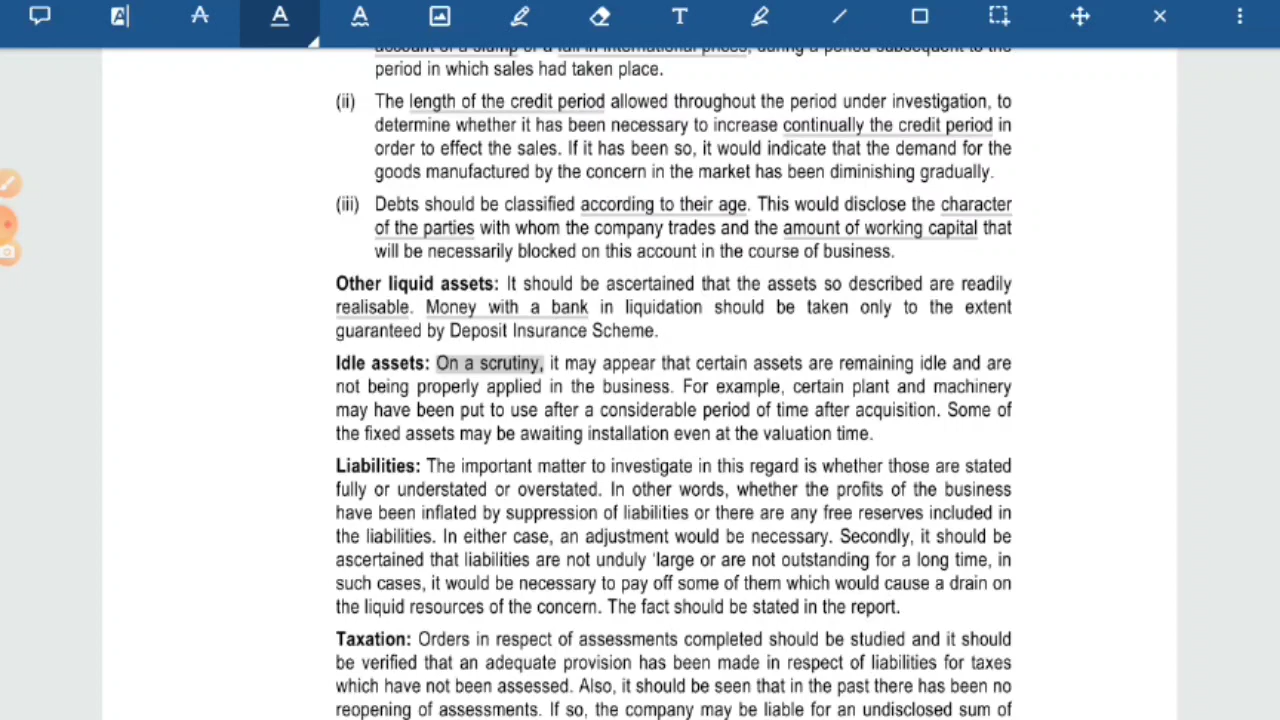 account of a slump or a fall in international prices, during a period subsequent to the
period in which sales had taken place.
(ii) The length of the credit period allowed throughout the period under investigation, to
determine whether it has been necessary to increase continually the credit period in
order to effect the sales. If it has been so, it would indicate that the demand for the
goods manufactured by the concern in the market has been diminishing gradually.
(iii) Debts should be classified according to their age. This would disclose the character
of the parties with whom the company trades and the amount of working capital that
will be necessarily blocked on this account in the course of business.
Other liquid assets: It should be ascertained that the assets so described are readily
realisable. Money with a bank in liquidation should be taken only to the extent
guaranteed by Deposit Insurance Scheme.
Idle assets: On a scrutiny, it may appear that certain assets are remaining idle and are
not being properly applied in the business. For example, certain plant and machinery
may have been put to use after a considerable period of time after acquisition. Some of
the fixed assets may be awaiting installation even at the valuation time.
Liabilities: The important matter to investigate in this regard is whether those are stated
fully or understated or overstated. In other words, whether the profits of the business
have been inflated by suppression of liabilities or there are any free reserves included in
the liabilities. In either case, an adjustment would be necessary. Secondly, it should be
ascertained that liabilities are not unduly ‘large or are not outstanding for a long time, in
such cases, it would be necessary to pay off some of them which would cause a drain on
the liquid resources of the concern. The fact should be stated in the report.
Taxation: Orders in respect of assessments completed should be studied and it should
be verified that an adequate provision has been made in respect of liabilities for taxes
which have not been assessed. Also, it should be seen that in the past there has been no
reopening of assessments. If so, the company may be liable for an undisclosed sum of